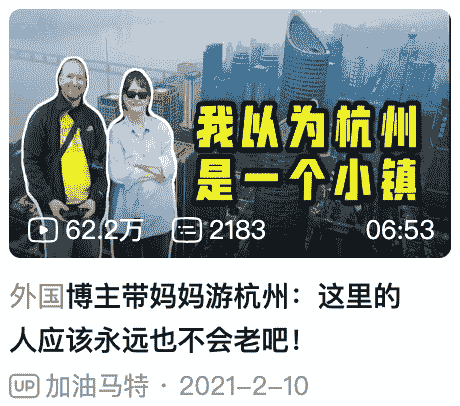 我以为杭州
是一个小镇
62.2万 2183 06:53
外国博主带妈妈游杭州：这里的
人应该永远也不会老吧！
UP 加油马特 · 2021-2-10